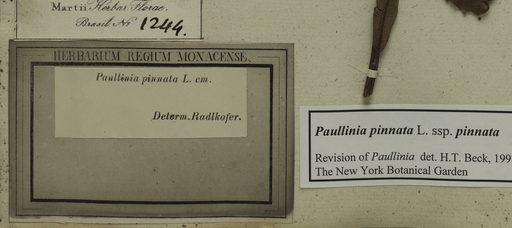 Martii Herbar. Florae.
Brasil. No 1244.
HERBARIUM REGIUM MONACENSE.
Paullinia pinnata L. em.
Determ. Radlkofer.
Paullinia pinnata L. ssp. pinnata
Revision of Paullinia det. H.T. Beck, 199
The New York Botanical Garden